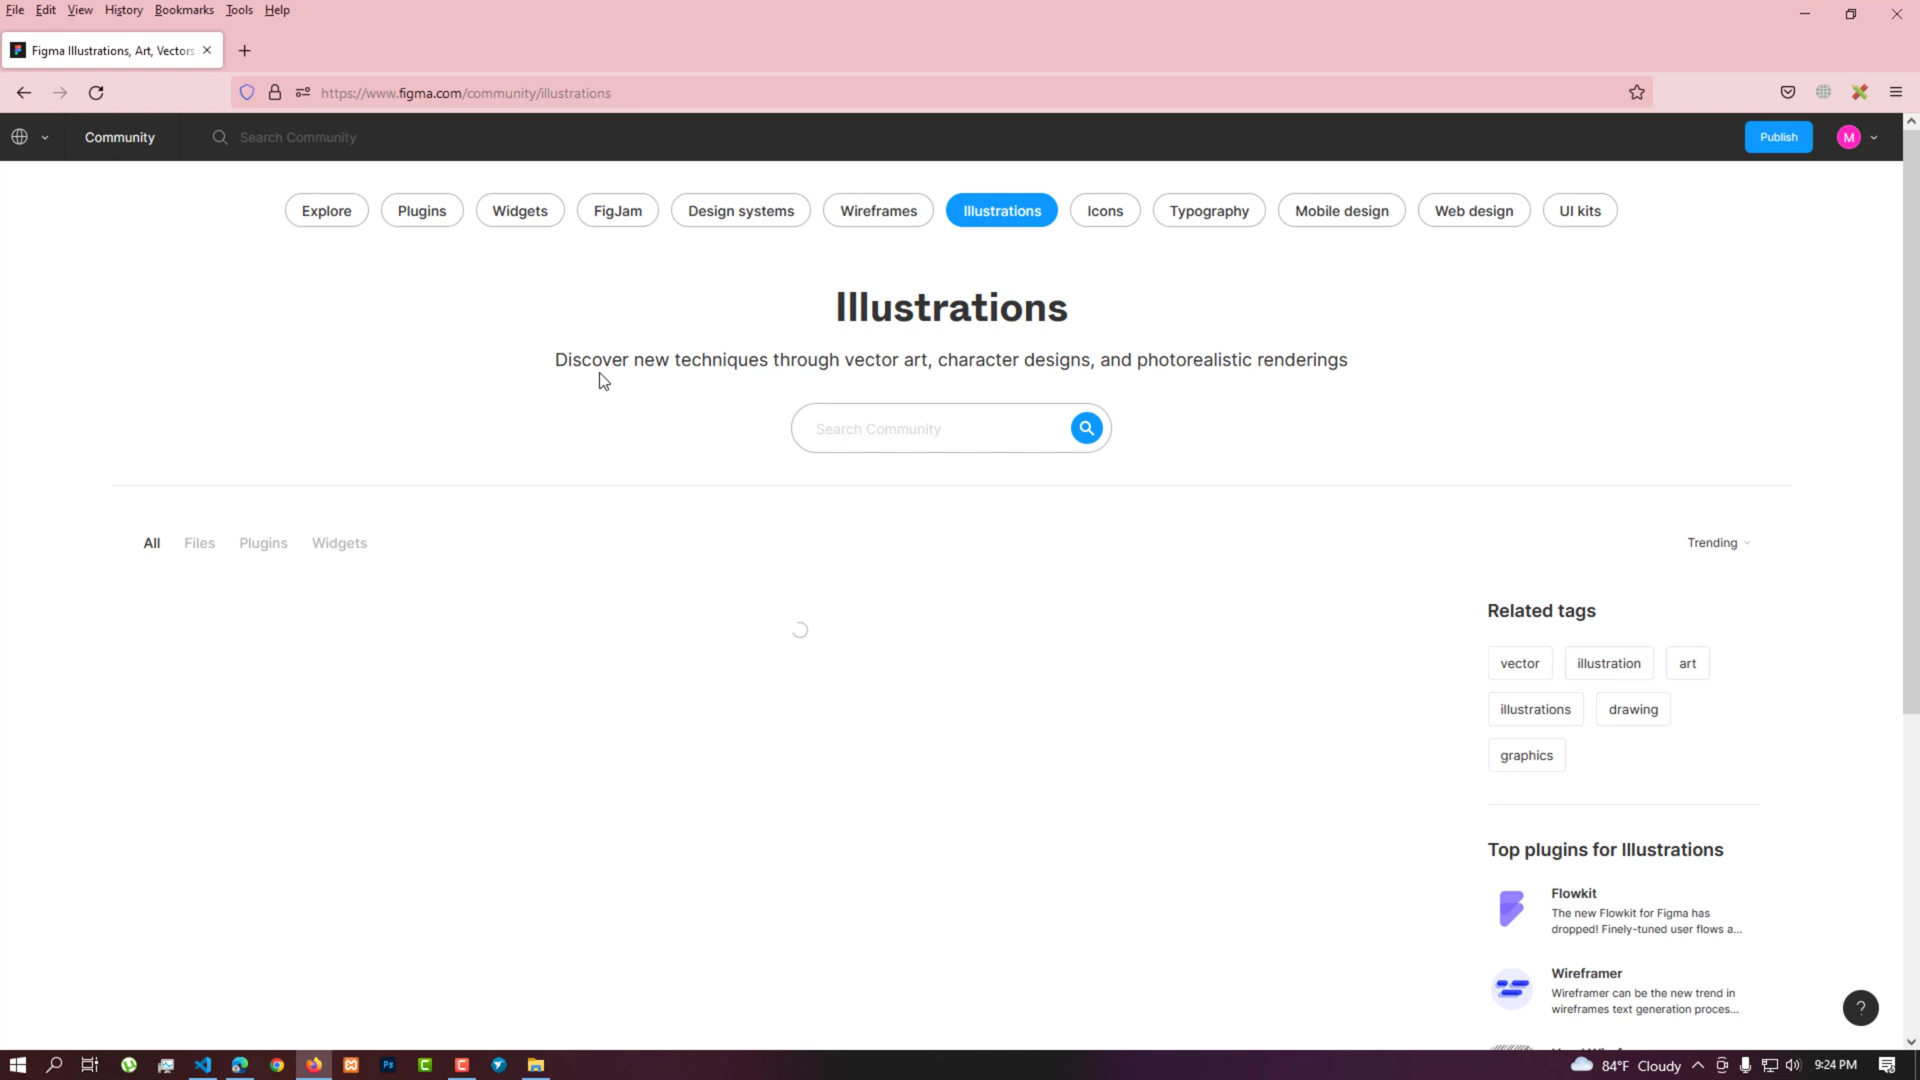 File Edit View History Bookmarks Tools Help
Figma Illustrations, Art, Vectors
https://www.figma.com/community/illustrations
Community Search Community Publish M
Explore Plugins Widgets FigJam Design systems Wireframes Illustrations Icons Typography Mobile design Web design UI kits
Illustrations
Discover new techniques through vector art, character designs, and photorealistic renderings
Search Community
All Files Plugins Widgets Trending
Related tags
vector illustration art
illustrations drawing
graphics
Top plugins for Illustrations
Flowkit
The new Flowkit for Figma has
dropped! Finely-tuned user flows a...
Wireframer
Wireframer can be the new trend in
wireframes text generation proces...
?
84°F Cloudy 9:24 PM